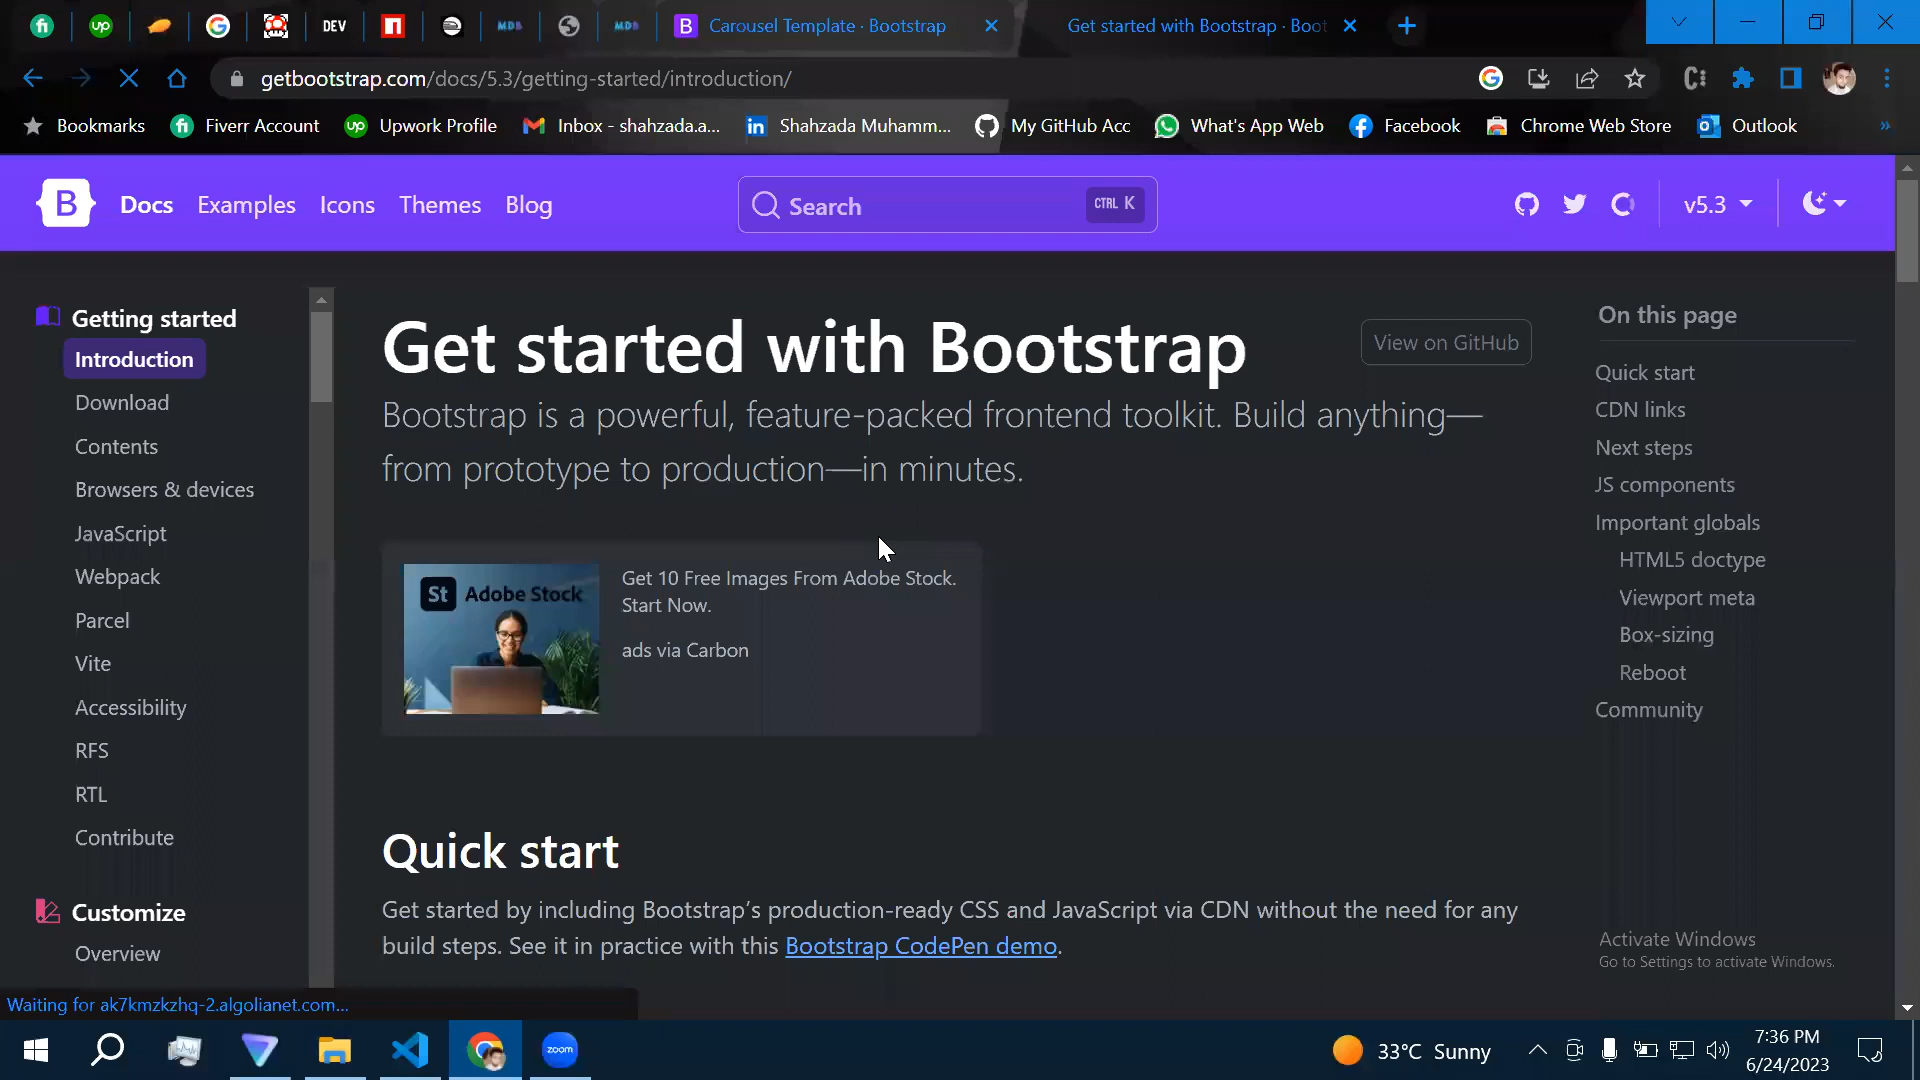 DEV
MDB
MDB
Carousel Template · Bootstrap
Get started with Bootstrap · Boot
getbootstrap.com/docs/5.3/getting-started/introduction/
Bookmarks
Fiverr Account
Upwork Profile
Inbox - shahzada.a...
Shahzada Muhamm...
My GitHub Acc
What's App Web
Facebook
Chrome Web Store
Outlook
B
Docs
Examples
Icons
Themes
Blog
Search
CTRL K
v5.3
Getting started
Introduction
Download
Contents
Browsers & devices
JavaScript
Webpack
Parcel
Vite
Accessibility
RFS
RTL
Contribute
Customize
Overview
Get started with Bootstrap
View on GitHub
Bootstrap is a powerful, feature-packed frontend toolkit. Build anything—
from prototype to production—in minutes.
St Adobe Stock
Get 10 Free Images From Adobe Stock.
Start Now.
ads via Carbon
Quick start
Get started by including Bootstrap’s production-ready CSS and JavaScript via CDN without the need for any
build steps. See it in practice with this Bootstrap CodePen demo.
On this page
Quick start
CDN links
Next steps
JS components
Important globals
HTML5 doctype
Viewport meta
Box-sizing
Reboot
Community
Activate Windows
Go to Settings to activate Windows.
Waiting for ak7kmzkzhq-2.algolianet.com...
zoom
33°C Sunny
7:36 PM
6/24/2023